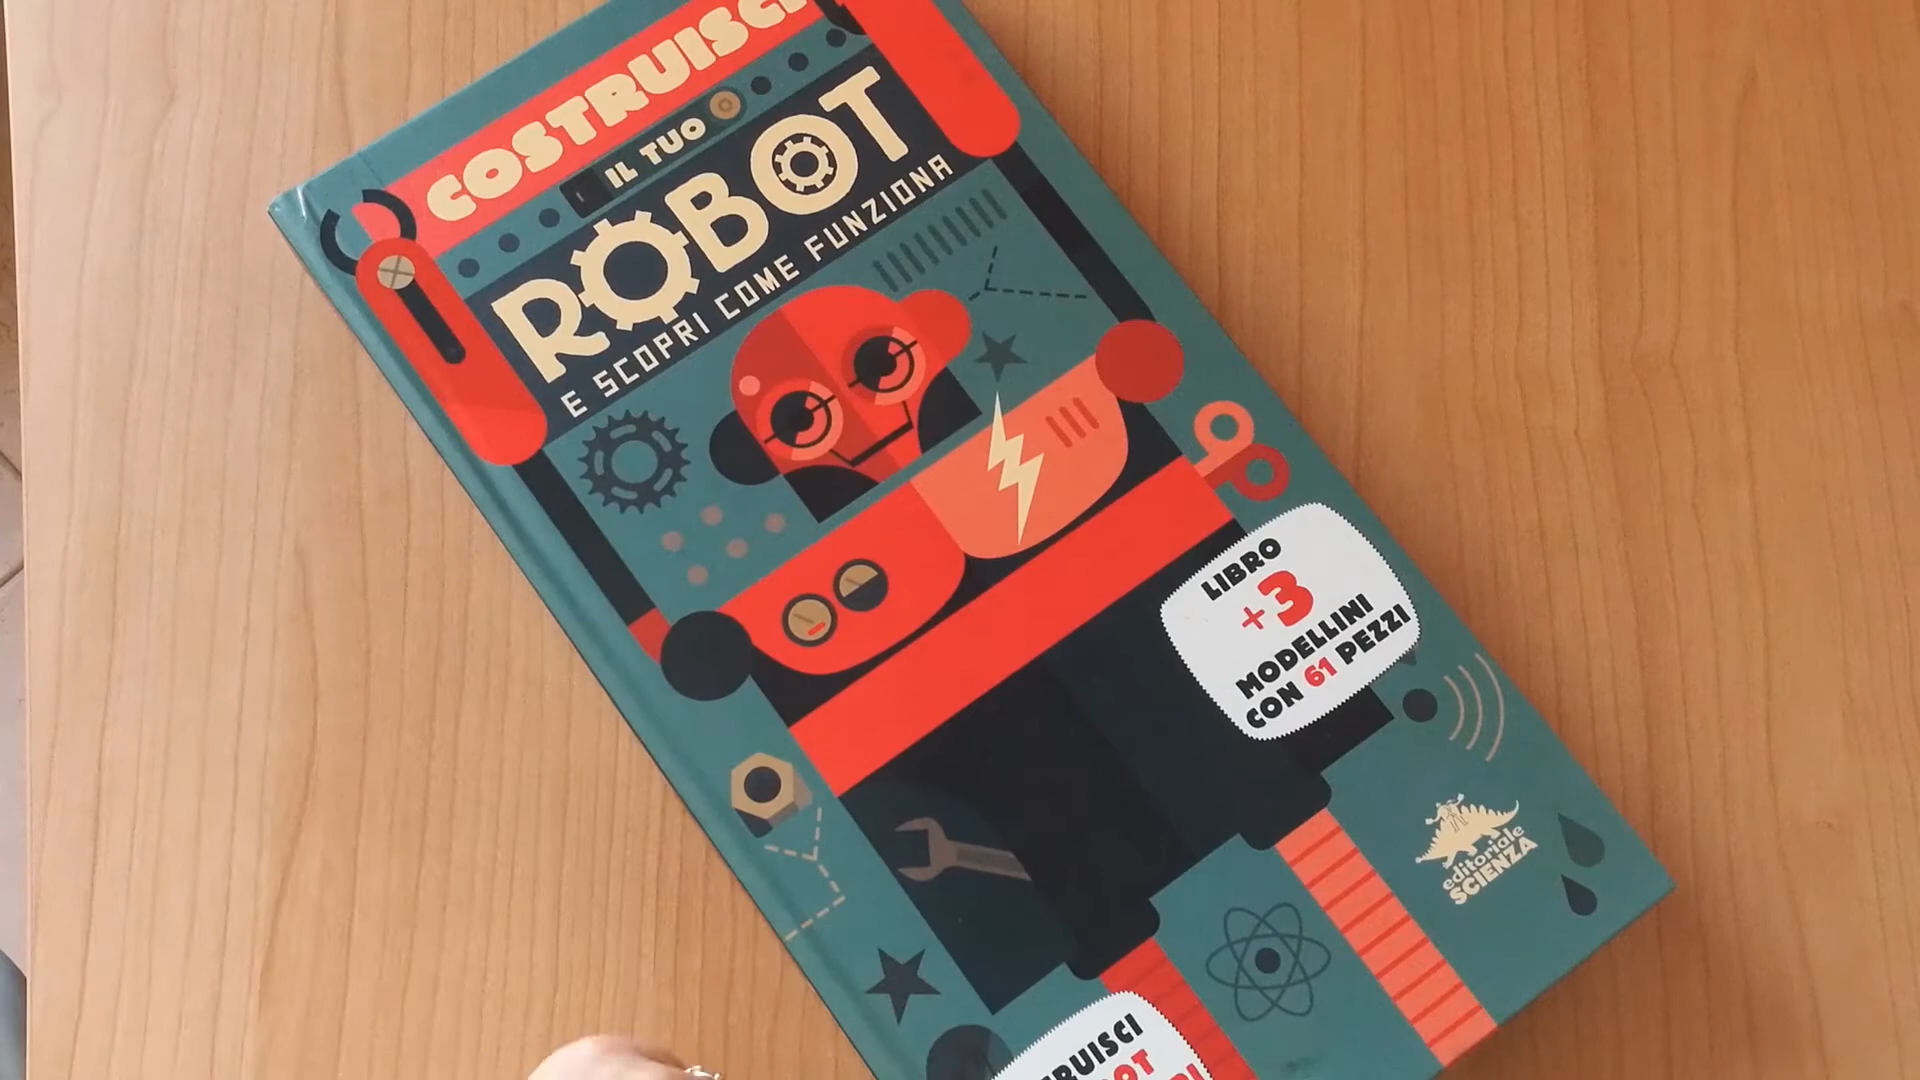 COSTRUISCI
IL TUO
ROBOT
E SCOPRI COME FUNZIONA
LIBRO
+3
MODELLINI
CON 61 PEZZI
editoriale
SCIENZA